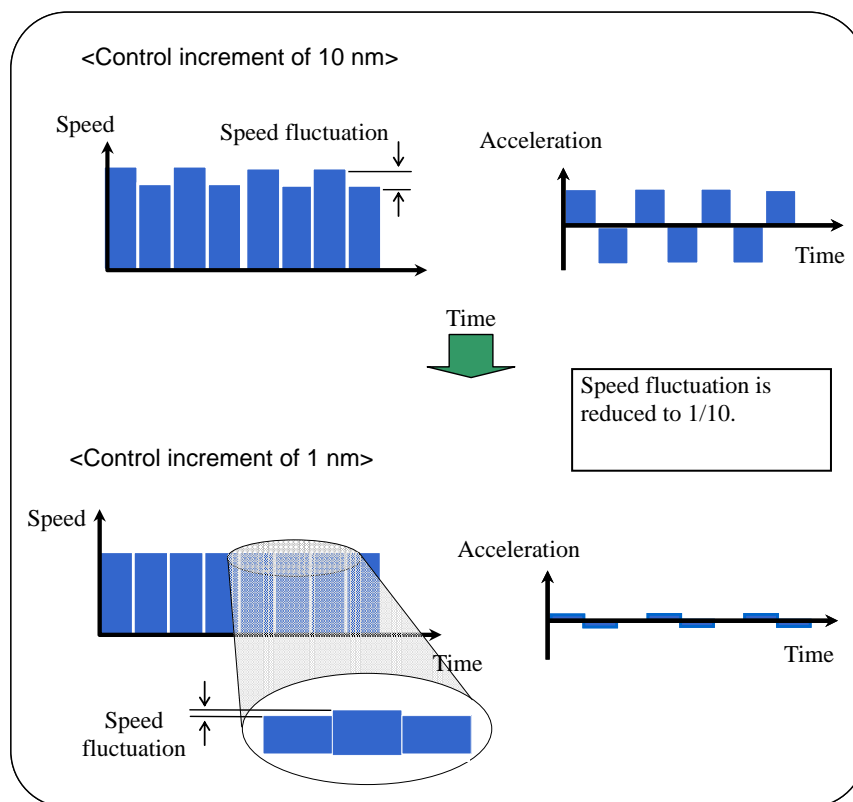 <Control increment of 10 nm>
Speed
Speed fluctuation
Acceleration
Time
Time
Speed fluctuation is
reduced to 1/10.
<Control increment of 1 nm>
Speed
Acceleration
Time
Time
Speed
fluctuation